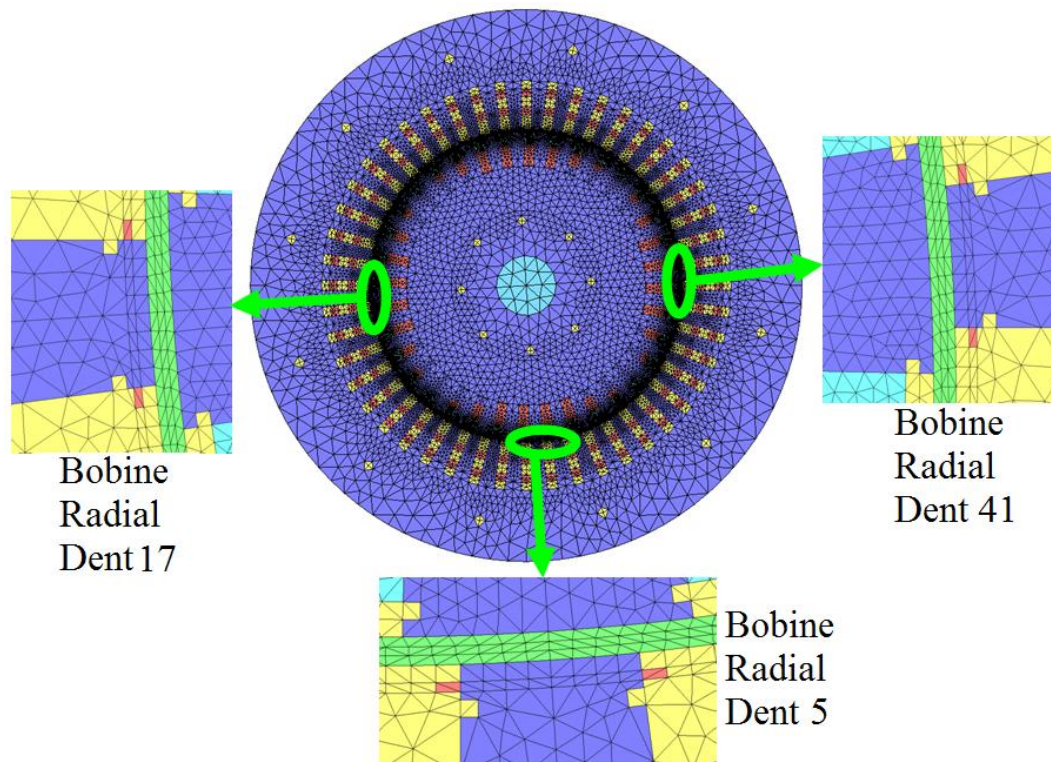 Bobine
Radial
Dent 17
Bobine
Radial
Dent 41
Bobine
Radial
Dent 5